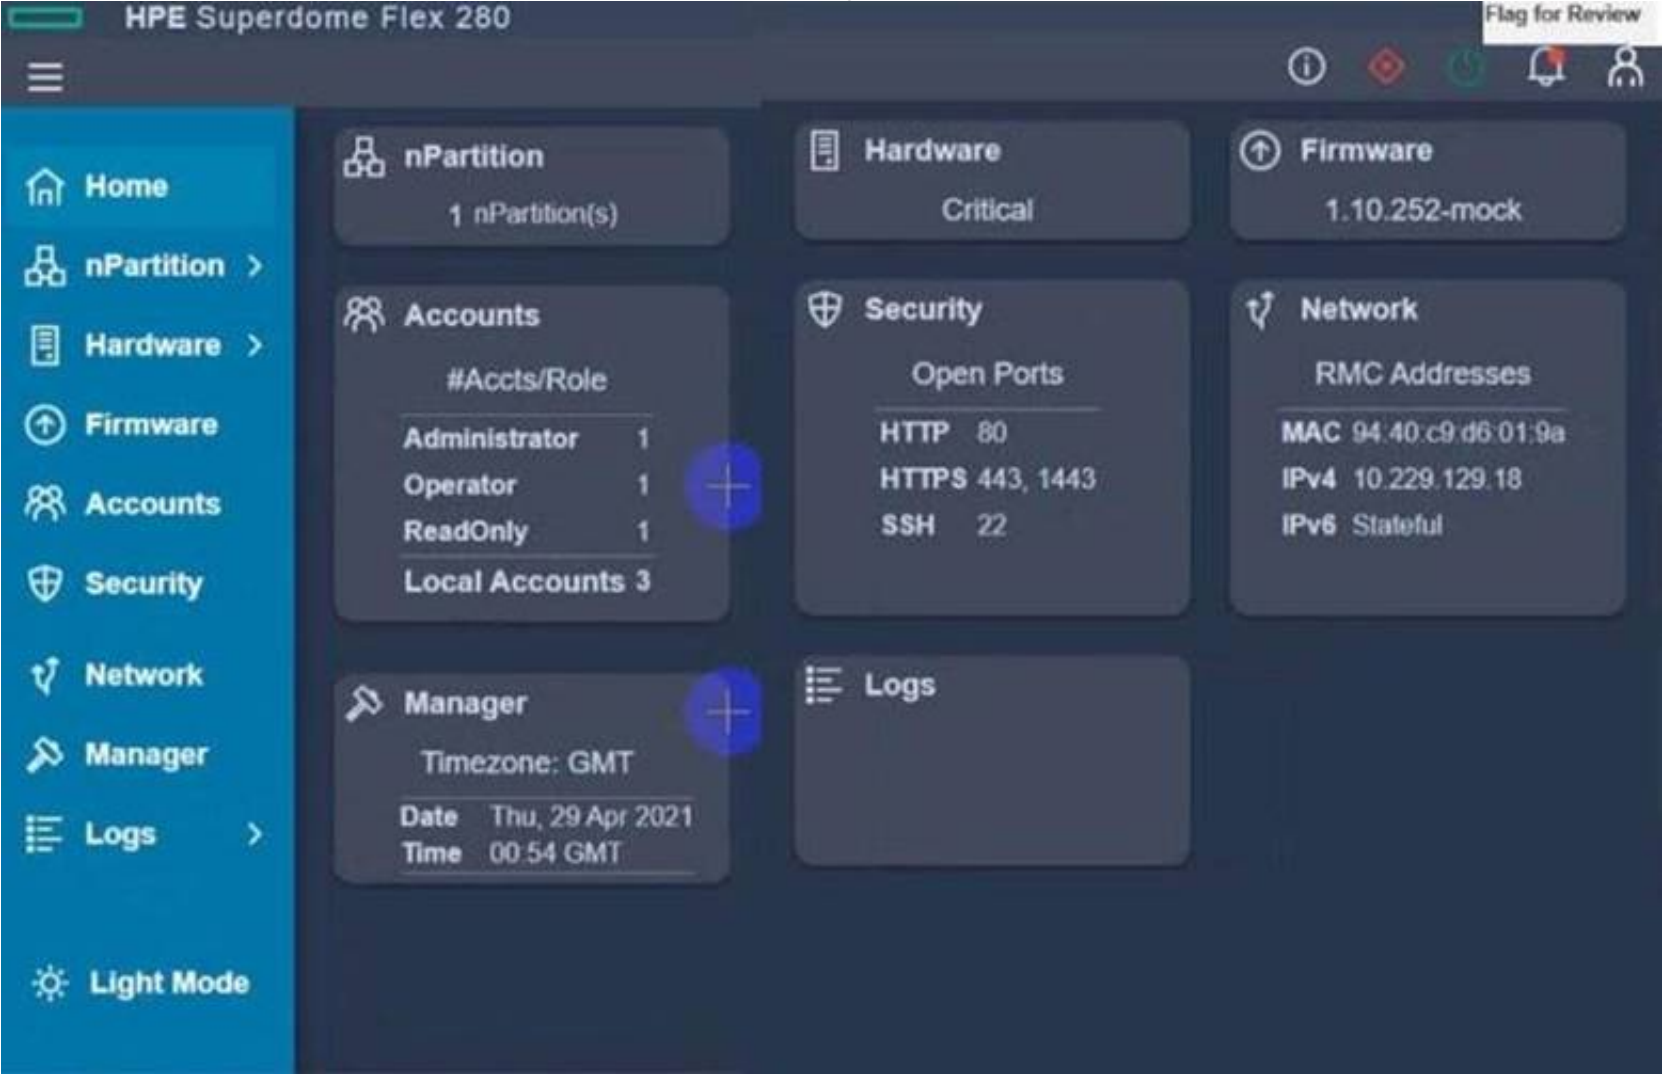 HPE Superdome Flex 280
Flag for Review
Home
nPartition
Hardware
Firmware
Accounts
Security
Network
Manager
Logs
Light Mode
nPartition
1 nPartition(s)
Hardware
Critical
Firmware
1.10.252-mock
Accounts
#Accts/Role
Administrator 1
Operator 1
ReadOnly 1
Local Accounts 3
Security
Open Ports
HTTP 80
HTTPS 443, 1443
SSH 22
Network
RMC Addresses
MAC 94:40:c9:d6:01:9a
IPv4 10.229.129.18
IPv6 Stateful
Manager
Timezone: GMT
Date Thu, 29 Apr 2021
Time 00:54 GMT
Logs